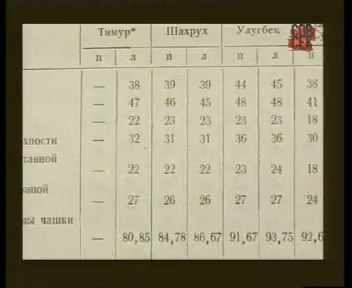 Тимур* Шахрух Улугбек
п л п л п л п
— 38 39 39 44 45 38
— 47 46 45 48 48 41
— 22 23 23 23 23 18
хности — 32 31 31 36 36 30
тавной
— 22 22 22 23 24 18
— 27 26 26 27 27 24
чашки
— 80,85 84,78 86,67 91,67 93,75 92,6